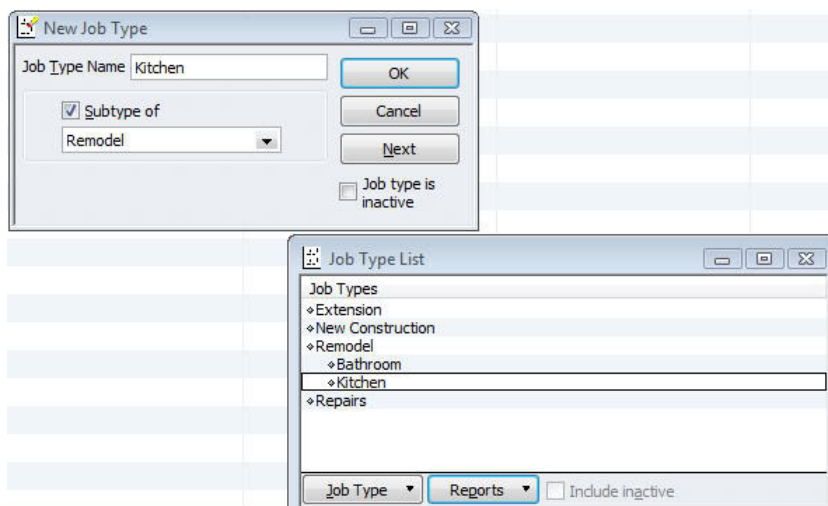 New Job Type
Job Type Name Kitchen
OK
Subtype of
Cancel
Remodel
Next
Job type is
inactive
Job Type List
Job Types
Extension
New Construction
Remodel
Bathroom
Kitchen
Repairs
Job Type
Reports
Include inactive